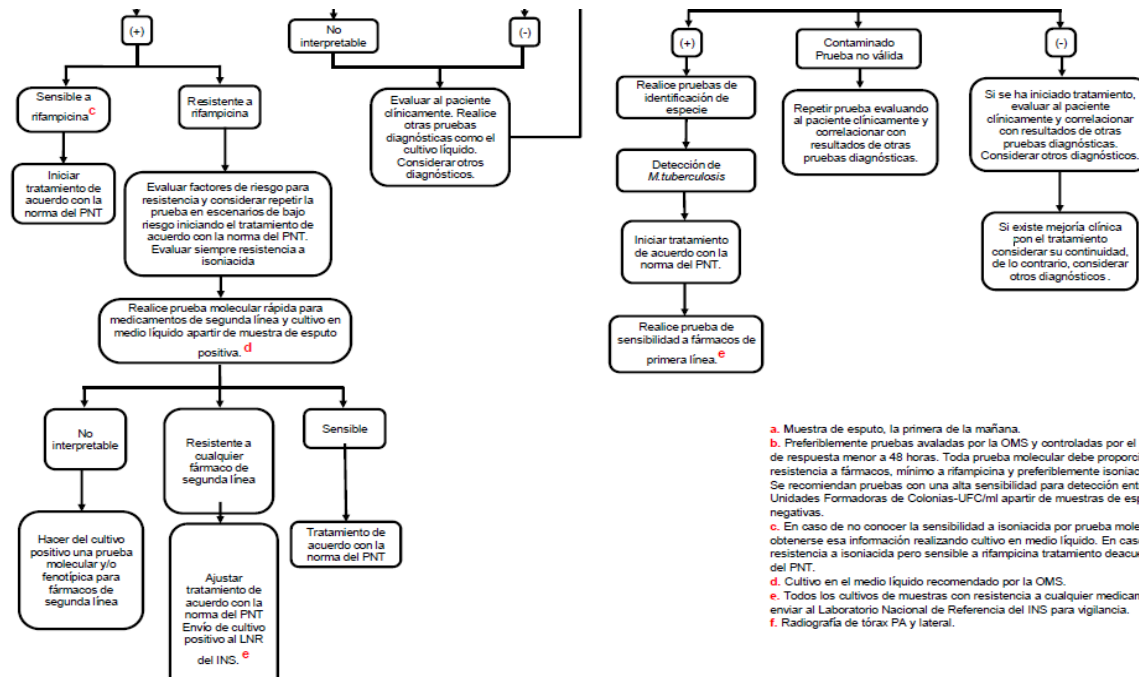 (+)
No
interpretable
(-)
Sensible a
rifampicina c
Resistente a
rifampicina
Evaluar al paciente
clínicamente. Realice
otras pruebas
diagnósticas como el
cultivo líquido.
Considerar otros
diagnósticos.
Iniciar
tratamiento de
acuerdo con la
norma del PNT
Evaluar factores de riesgo para
resistencia y considerar repetir la
prueba en escenarios de bajo
riesgo iniciando el tratamiento de
acuerdo con la norma del PNT.
Evaluar siempre resistencia a
isoniacida
Realice prueba molecular rápida para
medicamentos de segunda línea y cultivo en
medio líquido apartir de muestra de esputo
positiva. d
No
interpretable
Resistente a
cualquier
fármaco de
segunda línea
Sensible
Hacer del cultivo
positivo una prueba
molecular y/o
fenotípica para
fármacos de
segunda línea
Ajustar
tratamiento de
acuerdo con la
norma del PNT
Envío de cultivo
positivo al LNR
del INS. e
Tratamiento de
acuerdo con la
norma del PNT
(+)
Contaminado
Prueba no válida
(-)
Realice pruebas de
identificación de
especie
Repetir prueba evaluando
al paciente clínicamente y
correlacionar con
resultados de otras
pruebas diagnósticas.
Si se ha iniciado tratamiento,
evaluar al paciente
clínicamente y correlacionar
con resultados de otras
pruebas diagnósticas.
Considerar otros diagnósticos.
Detección de
M.tuberculosis
Iniciar tratamiento
de acuerdo con la
norma del PNT.
Si existe mejoría clínica
pon el tratamiento
considerar su continuidad,
de lo contrario, considerar
otros diagnósticos .
Realice prueba de
sensibilidad a fármacos de
primera línea. e
a. Muestra de esputo, la primera de la mañana.
b. Preferiblemente pruebas avaladas por la OMS y controladas por el
de respuesta menor a 48 horas. Toda prueba molecular debe proporci
resistencia a fármacos, mínimo a rifampicina y preferiblemente isoniac
Se recomiendan pruebas con una alta sensibilidad para detección ent
Unidades Formadoras de Colonias-UFC/ml apartir de muestras de esp
negativas.
c. En caso de no conocer la sensibilidad a isoniacida por prueba mole
obtenerse esa información realizando cultivo en medio líquido. En caso
resistencia a isoniacida pero sensible a rifampicina tratamiento deacue
del PNT.
d. Cultivo en el medio líquido recomendado por la OMS.
e. Todos los cultivos de muestras con resistencia a cualquier medicam
enviar al Laboratorio Nacional de Referencia del INS para vigilancia.
f. Radiografía de tórax PA y lateral.